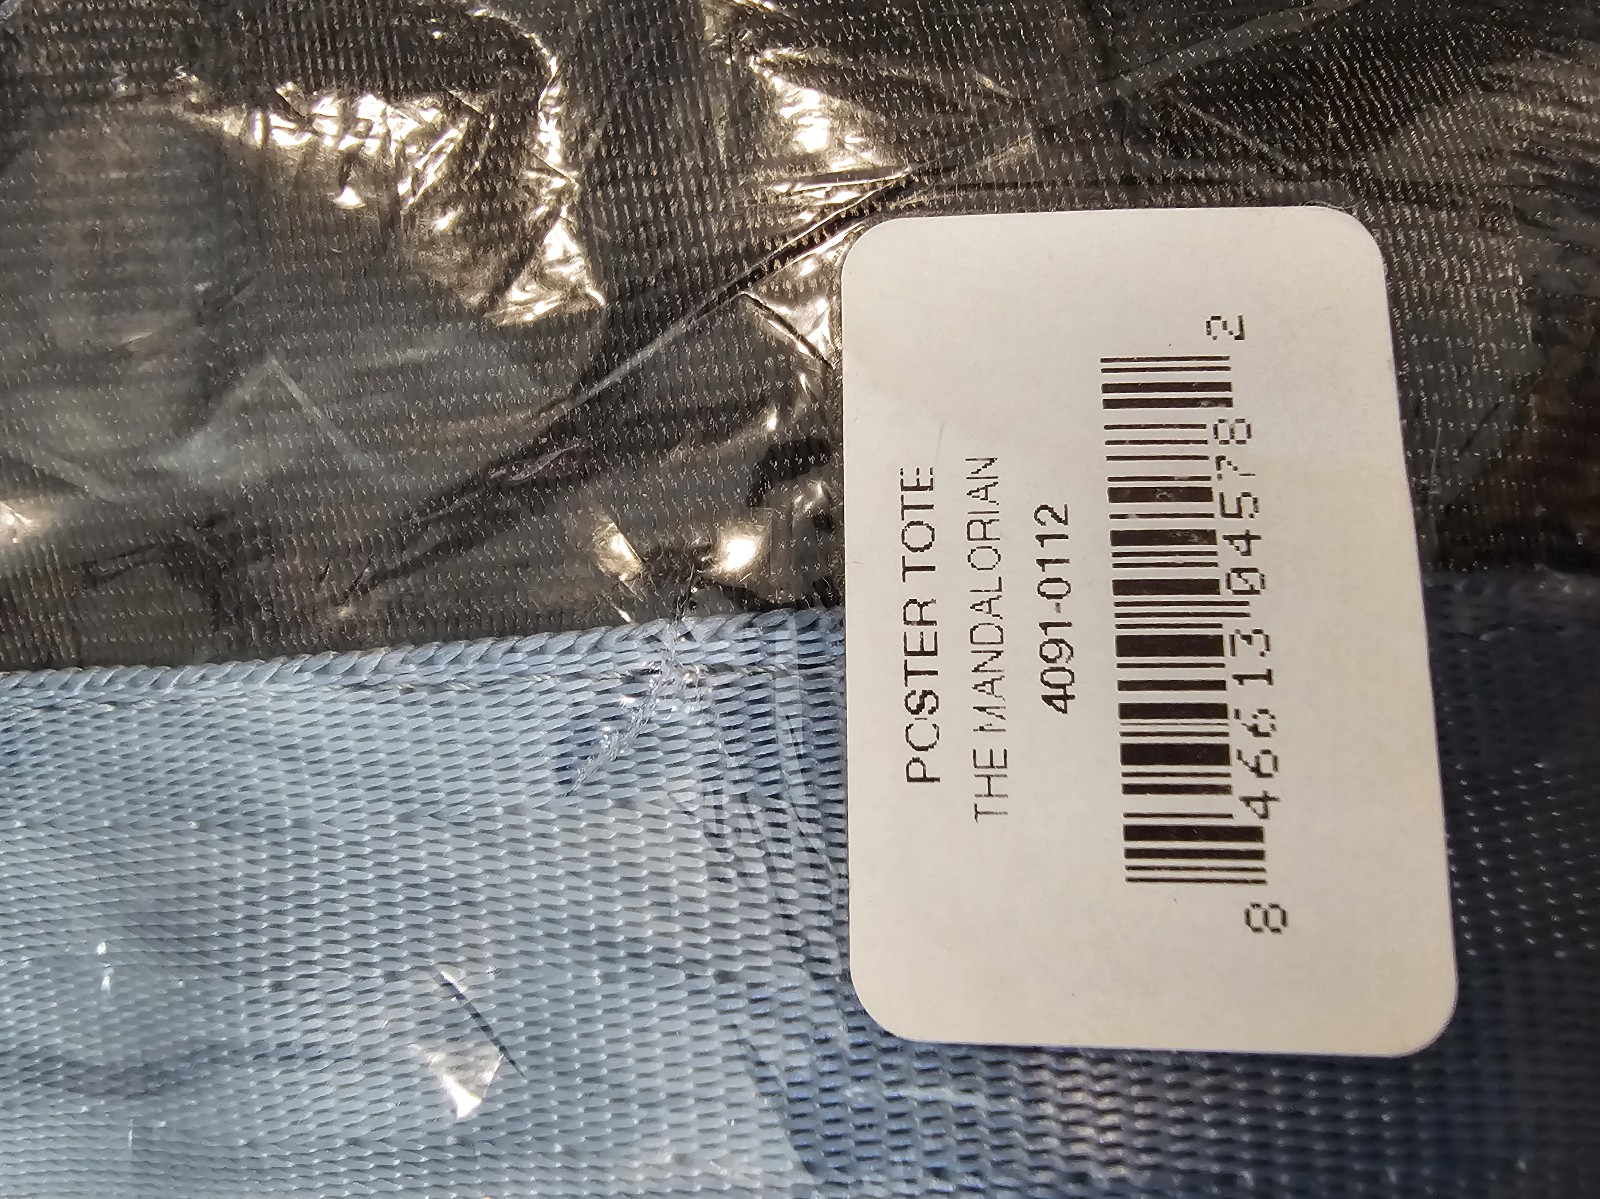 POSTER TOTE
THE MANDALORIAN
4091-0112
8 46613 04578 2